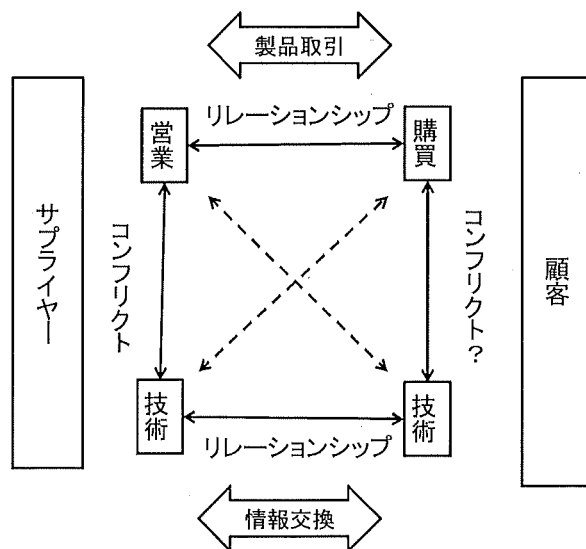 製品取引
リレーションシップ
営業
購買
サプライヤー
コンフリクト
コンフリクト？
顧客
技術
技術
リレーションシップ
情報交換